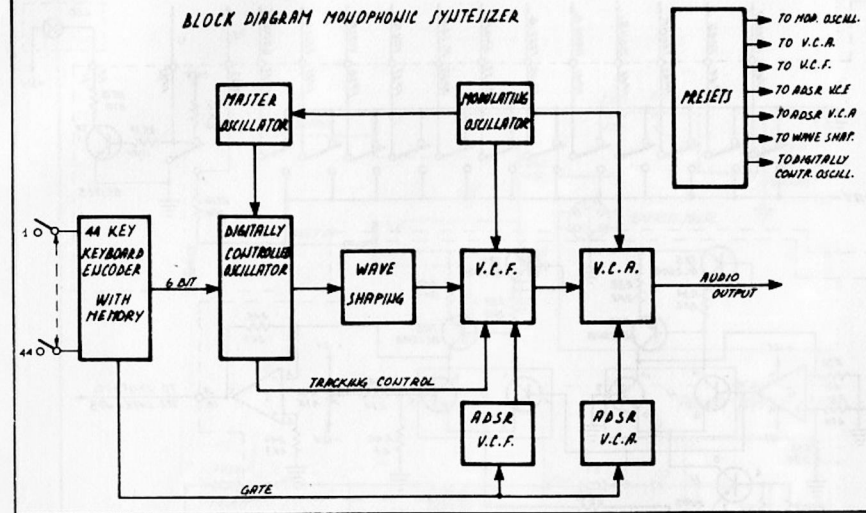 BLOCK DIAGRAM MONOPHONIC SYNTESIZER
MASTER
OSCILLATOR
MODULATING
OSCILLATOR
PRESETS
TO MOD. OSCILL.
TO V.C.A.
TO V.C.F.
TO ADSR V.C.F
TO ADSR V.C.A
TO WAVE SHAP.
TO DIGITALLY
CONTR. OSCILL.
1
44
44 KEY
KEYBOARD
ENCODER
WITH
MEMORY
6 BIT
DIGITALLY
CONTROLLED
OSCILLATOR
WAVE
SHAPING
V.C.F.
V.C.A.
AUDIO
OUTPUT
TRACKING CONTROL
ADSR
V.C.F.
ADSR
V.C.A.
GATE